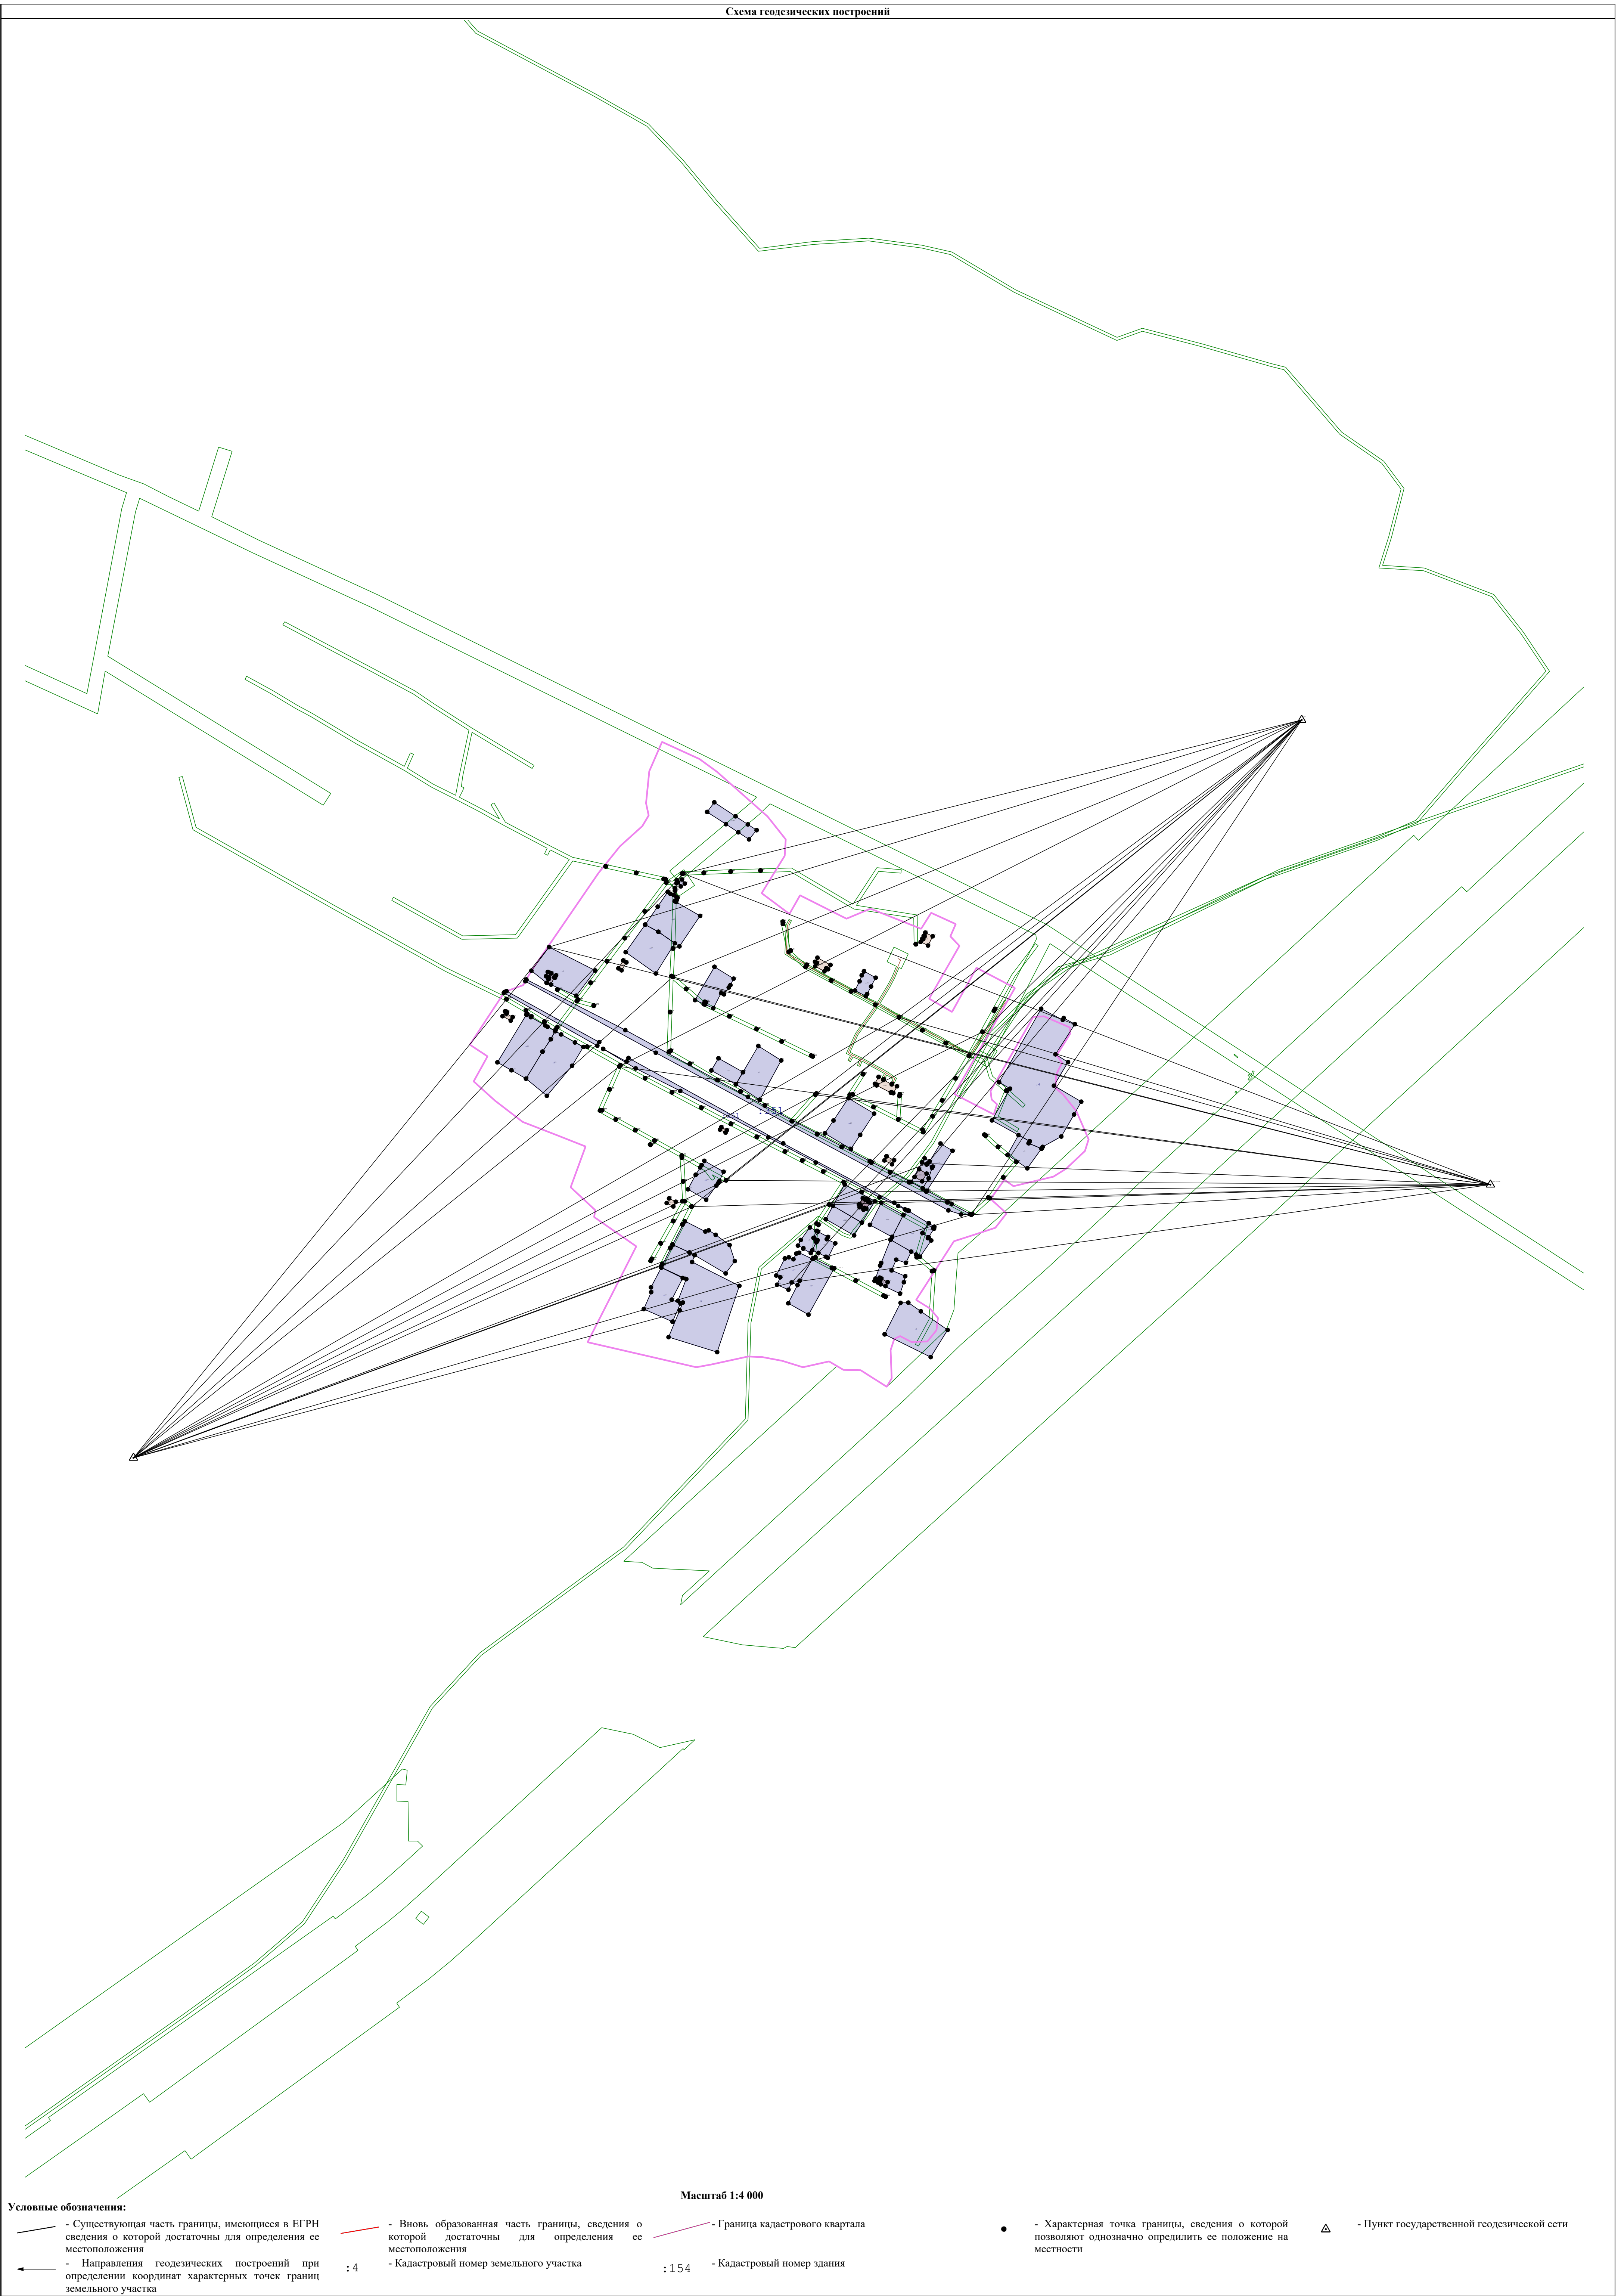 Схема геодезических построений
:151
Масштаб 1:4 000
Условные обозначения:
- Существующая часть границы, имеющиеся в ЕГРН
сведения о которой достаточны для определения ее
местоположения
- Направления геодезических построений при
определении координат характерных точек границ
земельного участка
- Вновь образованная часть границы, сведения о
которой достаточны для определения ее
местоположения
:4
- Кадастровый номер земельного участка
- Граница кадастрового квартала
:154
- Кадастровый номер здания
- Характерная точка границы, сведения о которой
позволяют однозначно опредилить ее положение на
местности
- Пункт государственной геодезической сети